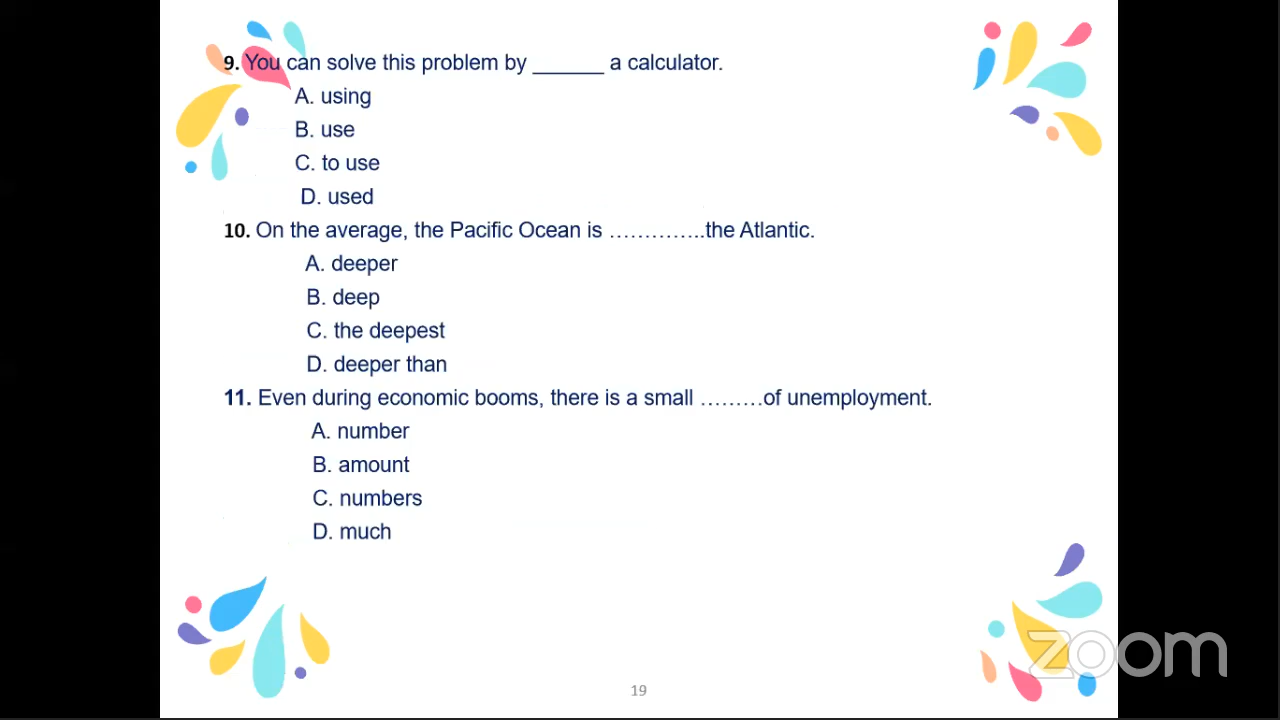 9. You can solve this problem by ______ a calculator.
A. using
B. use
C. to use
D. used
10. On the average, the Pacific Ocean is …………..the Atlantic.
A. deeper
B. deep
C. the deepest
D. deeper than
11. Even during economic booms, there is a small ………of unemployment.
A. number
B. amount
C. numbers
D. much
zoom
19